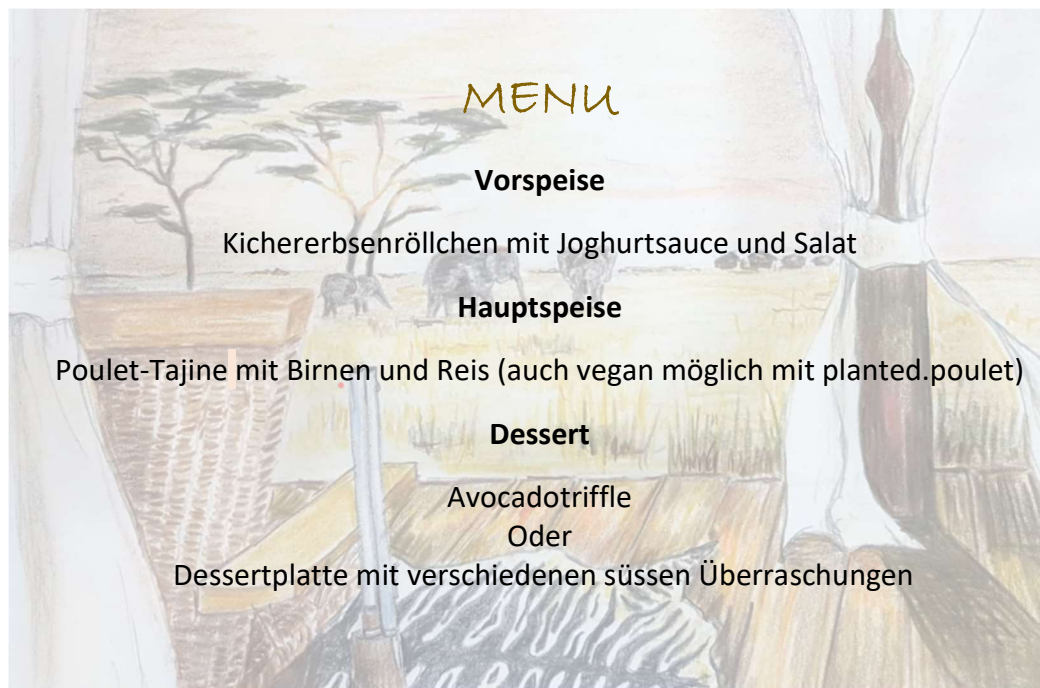 MENU
Vorspeise
Kichererbsenröllchen mit Joghurtsauce und Salat
Hauptspeise
Poulet-Tajine mit Birnen und Reis (auch vegan möglich mit planted.poulet)
Dessert
Avocadotriffle
Oder
Dessertplatte mit verschiedenen süssen Überraschungen